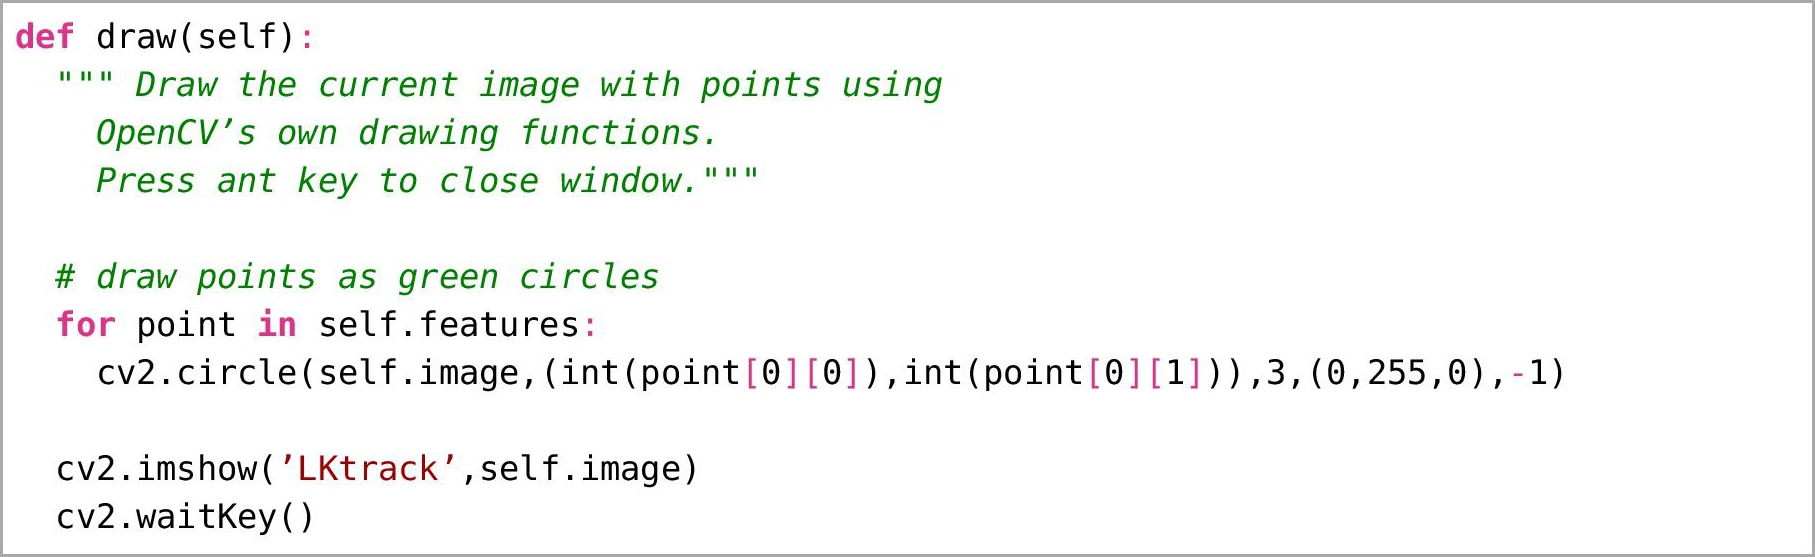 def draw(self):
  """ Draw the current image with points using
    OpenCV’s own drawing functions.
    Press ant key to close window."""

  # draw points as green circles
  for point in self.features:
    cv2.circle(self.image,(int(point[0][0]),int(point[0][1])),3,(0,255,0),-1)

  cv2.imshow(’LKtrack’,self.image)
  cv2.waitKey()